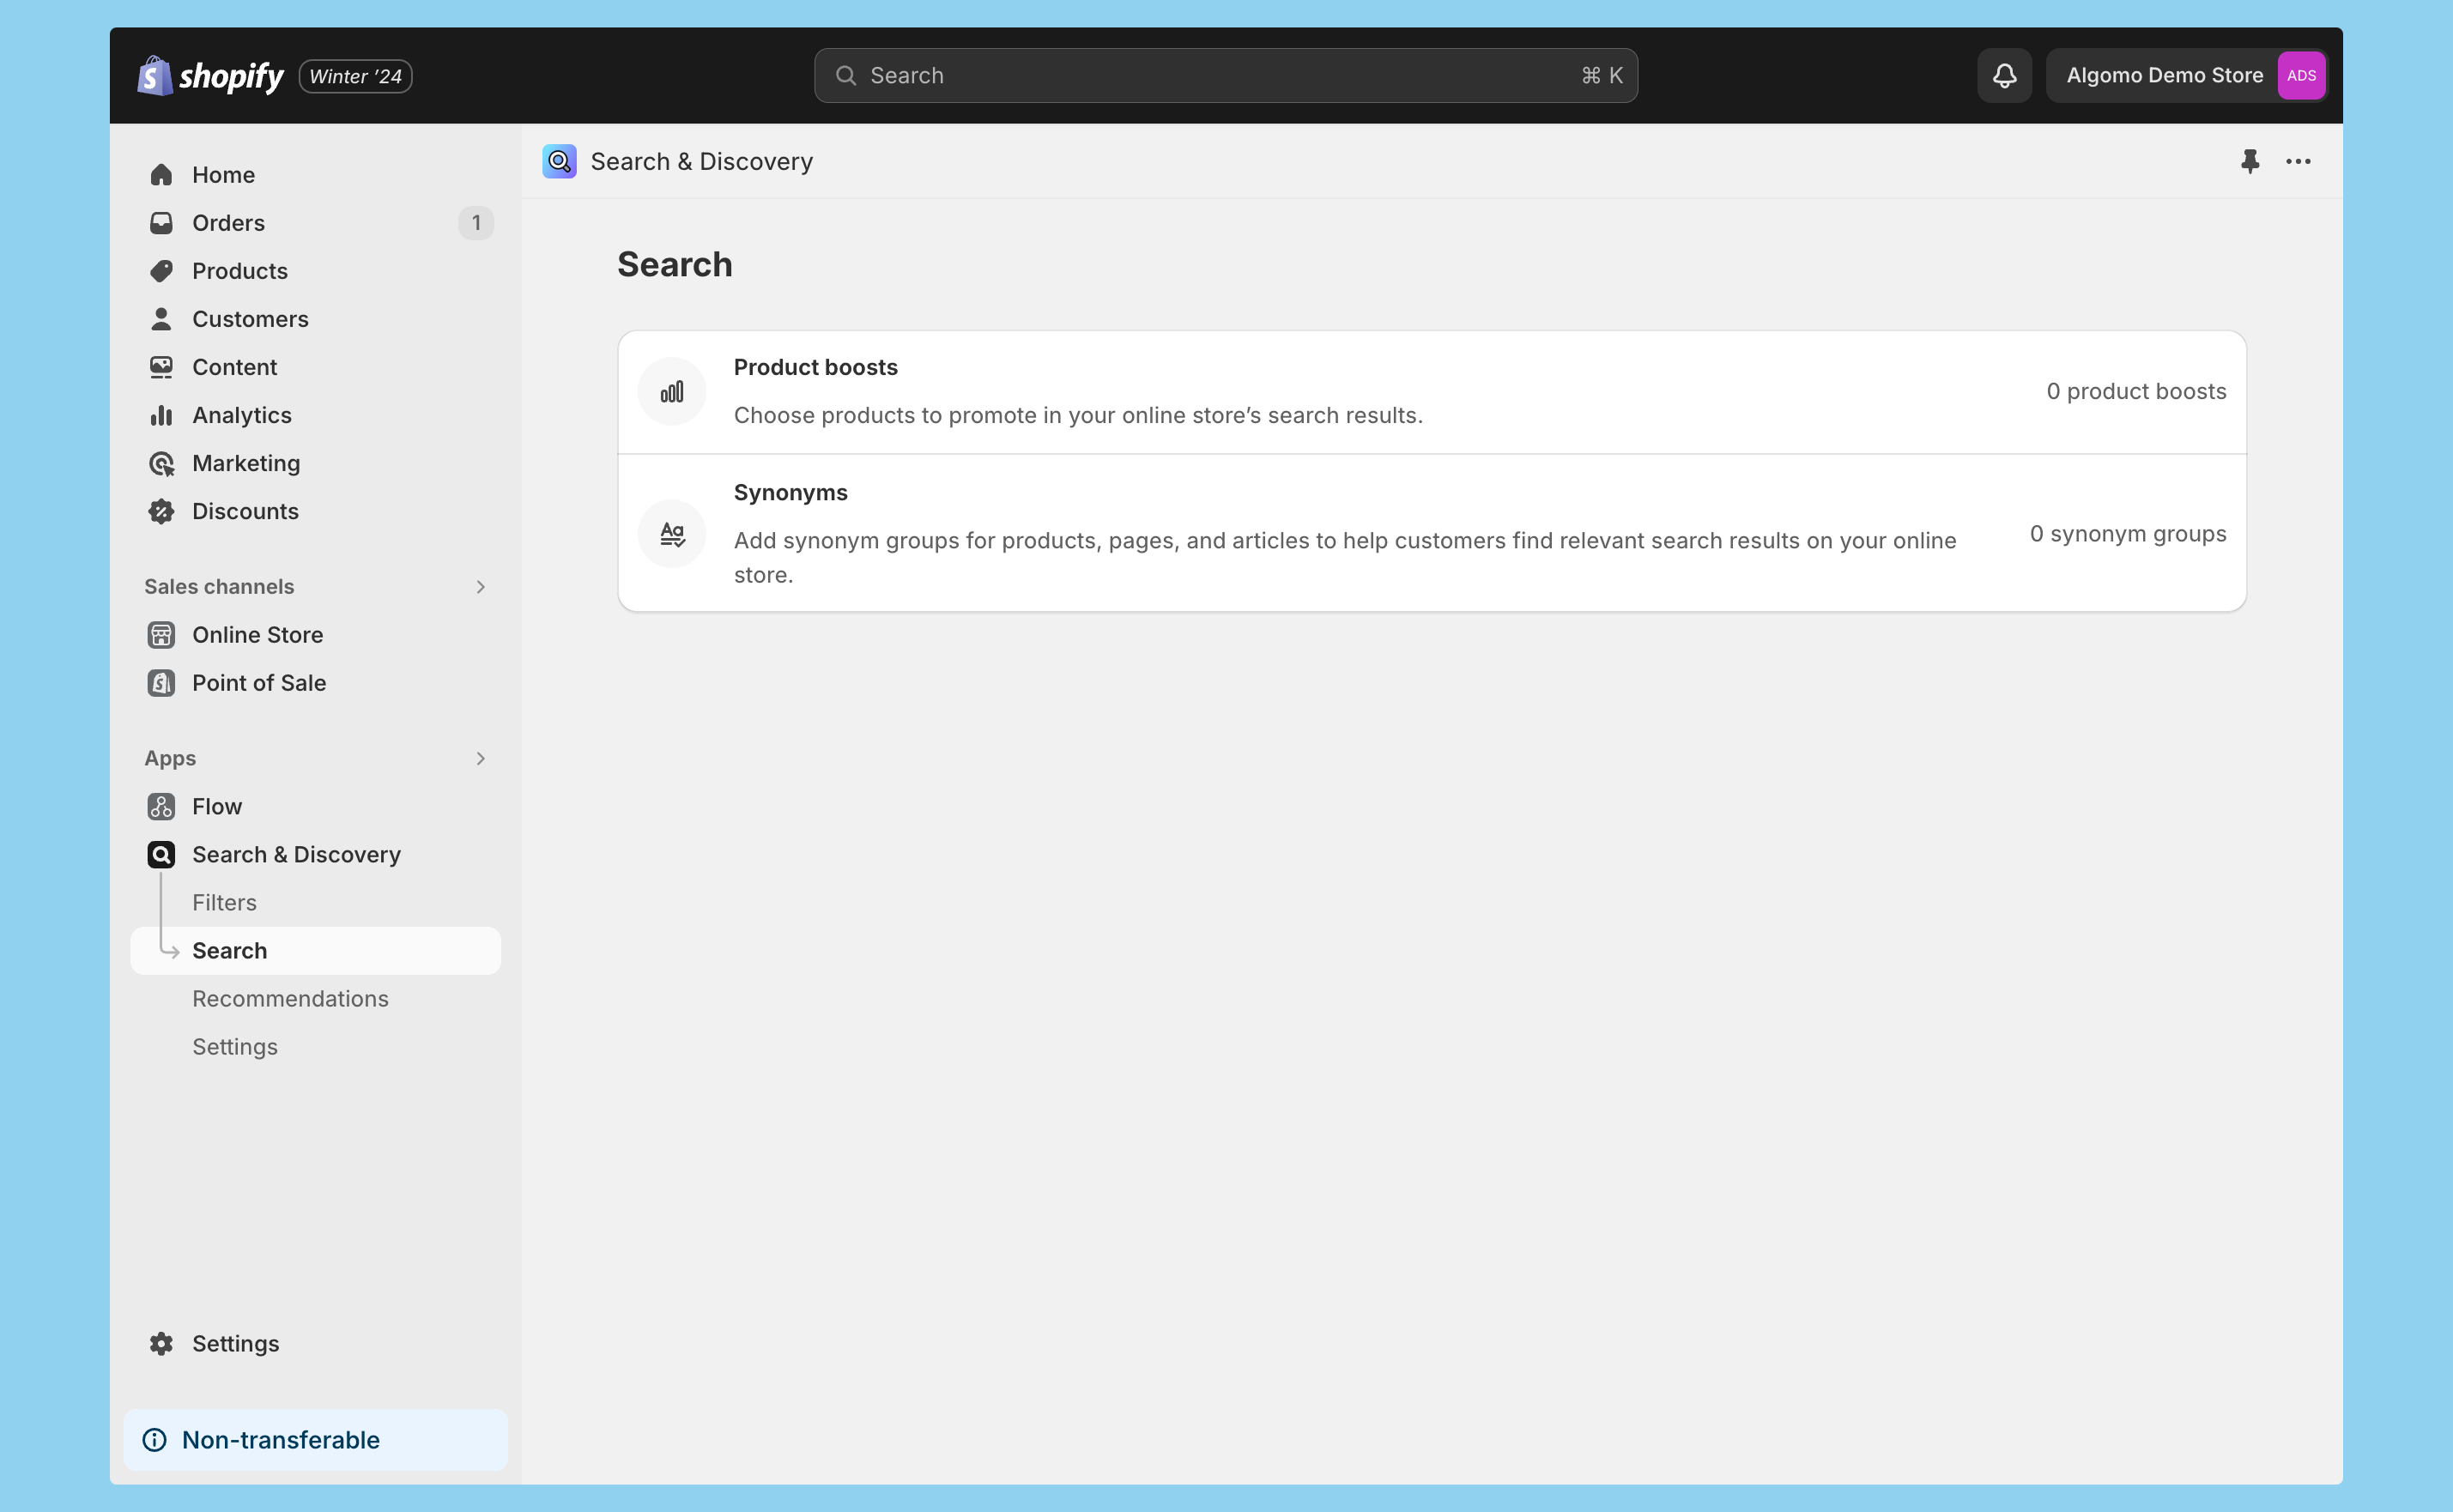 shopify
Winter ’24
Search
⌘ K
Algomo Demo Store
ADS
Home
Orders
1
Products
Customers
Content
Analytics
Marketing
Discounts
Sales channels
Online Store
Point of Sale
Apps
Flow
Search & Discovery
Filters
Search
Recommendations
Settings
Settings
Non-transferable
Search & Discovery
Search
Product boosts
Choose products to promote in your online store’s search results.
0 product boosts
Synonyms
Add synonym groups for products, pages, and articles to help customers find relevant search results on your online
store.
0 synonym groups